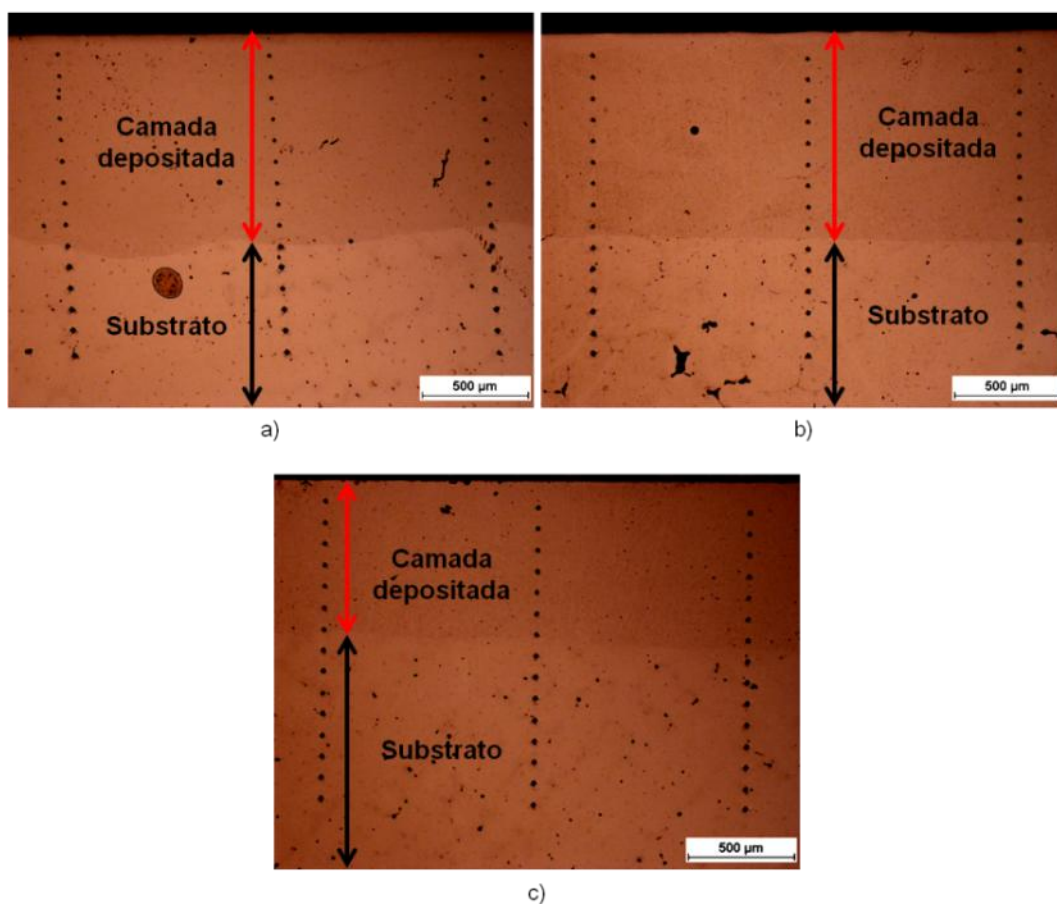 Camada
depositada
Substrato
500 µm
a)
Camada
depositada
Substrato
500 µm
b)
Camada
depositada
Substrato
500 µm
c)